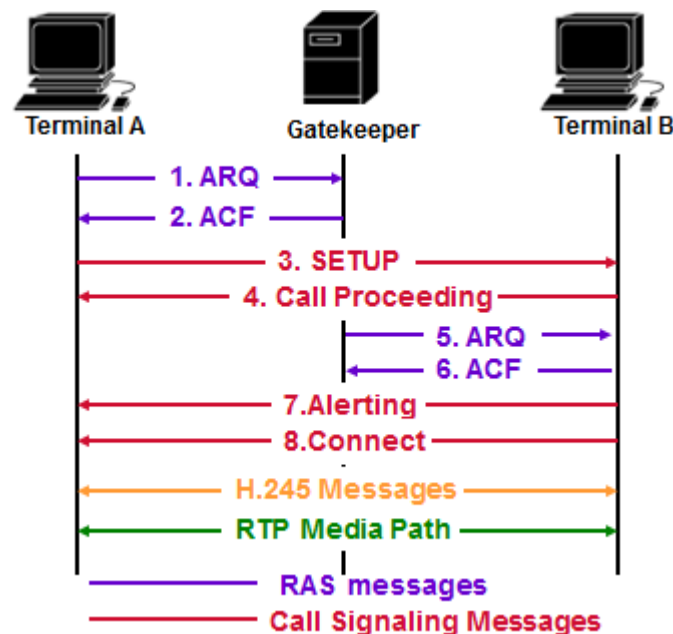 Terminal A
Gatekeeper
Terminal B
1. ARQ
2. ACF
3. SETUP
4. Call Proceeding
5. ARQ
6. ACF
7.Alerting
8.Connect
H.245 Messages
RTP Media Path
RAS messages
Call Signaling Messages